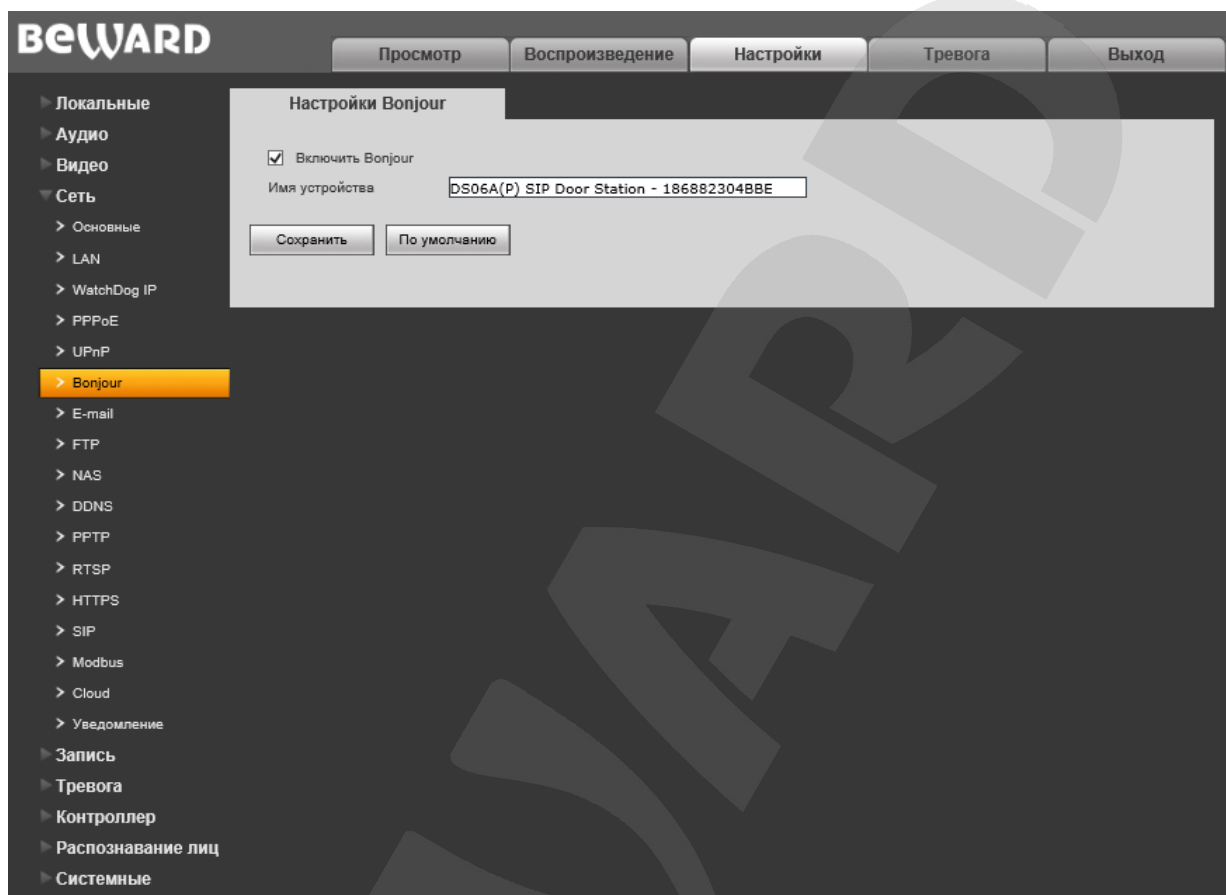 BEWARD
Просмотр
Воспроизведение
Настройки
Тревога
Выход
Локальные
Аудио
Видео
Сеть
> Основные
> LAN
> WatchDog IP
> PPPoE
> UPnP
> Bonjour
> E-mail
> FTP
> NAS
> DDNS
> PPTP
> RTSP
> HTTPS
> SIP
> Modbus
> Cloud
> Уведомление
Запись
Тревога
Контроллер
Распознавание лиц
Системные
Настройки Bonjour
Включить Bonjour
Имя устройства DS06A(P) SIP Door Station - 186882304BBE
Сохранить По умолчанию
WARD